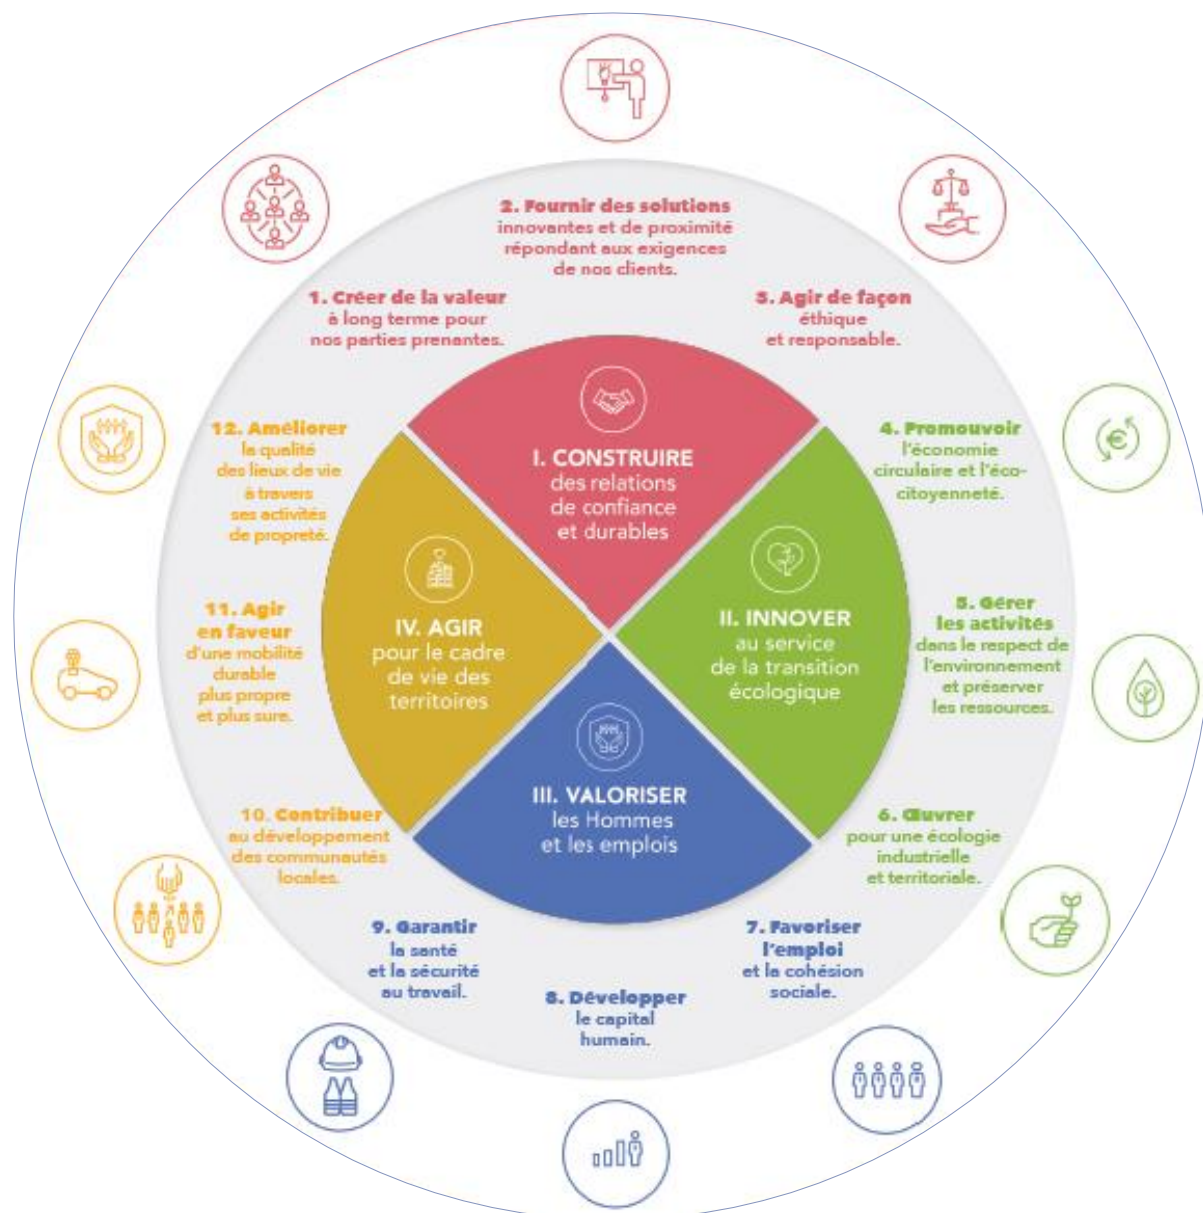 2. Fournir des solutions
innovantes et de proximité
répondant aux exigences
de nos clients.
1. Créer de la valeur
à long terme pour
nos parties prenantes.
3. Agir de façon
éthique
et responsable.
12. Améliorer
la qualité
des lieux de vie
à travers
ses activités
de propreté.
4. Promouvoir
l'économie
circulaire et l'éco-
citoyenneté.
I. CONSTRUIRE
des relations
de confiance
et durables
IV. AGIR
pour le cadre
de vie des
territoires
II. INNOVER
au service
de la transition
écologique
11. Agir
en faveur
d'une mobilité
durable
plus propre
et plus sure.
5. Gérer
les activités
dans le respect de
l'environnement
et préserver
les ressources.
III. VALORISER
les Hommes
et les emplois
10. Contribuer
au développement
des communautés
locales.
6. Œuvrer
pour une écologie
industrielle
et territoriale.
9. Garantir
la santé
et la sécurité
au travail.
7. Favoriser
l'emploi
et la cohésion
sociale.
8. Développer
le capital
humain.
€